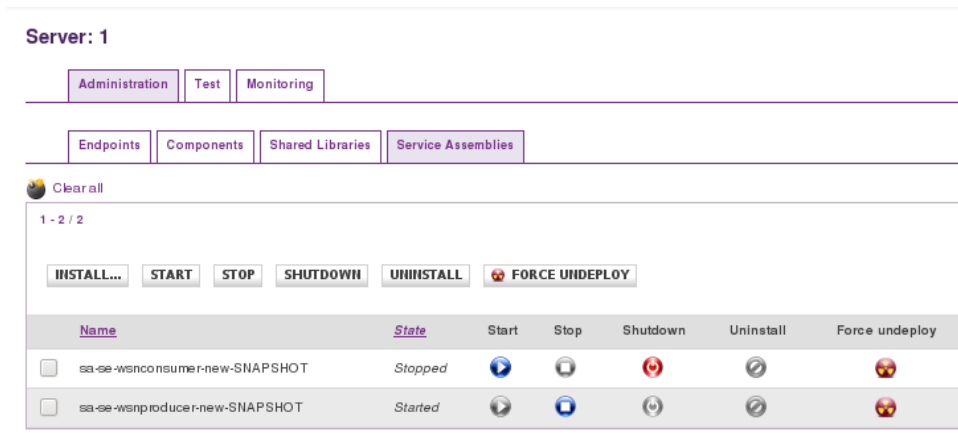 Server: 1
Administration Test Monitoring
Endpoints Components Shared Libraries Service Assemblies
Clear all
1 - 2 / 2
INSTALL... START STOP SHUTDOWN UNINSTALL FORCE UNDEPLOY
Name State Start Stop Shutdown Uninstall Force undeploy
sa-se-wsnconsumer-new-SNAPSHOT Stopped
sa-se-wsnproducer-new-SNAPSHOT Started